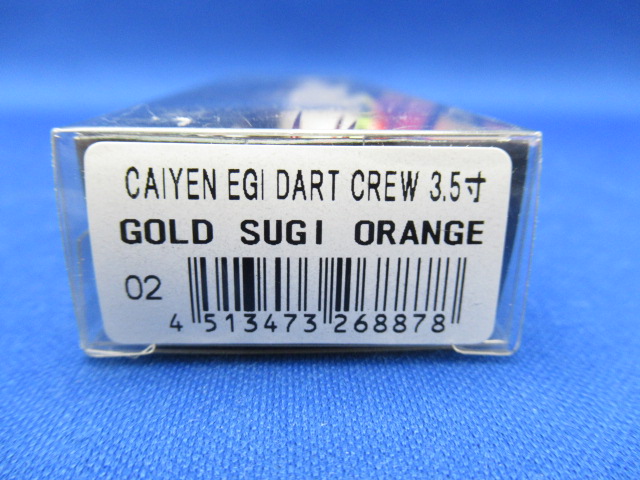 CAIYEN EGI DART CREW 3.5寸
GOLD SUGI ORANGE
02
4 513473 268878